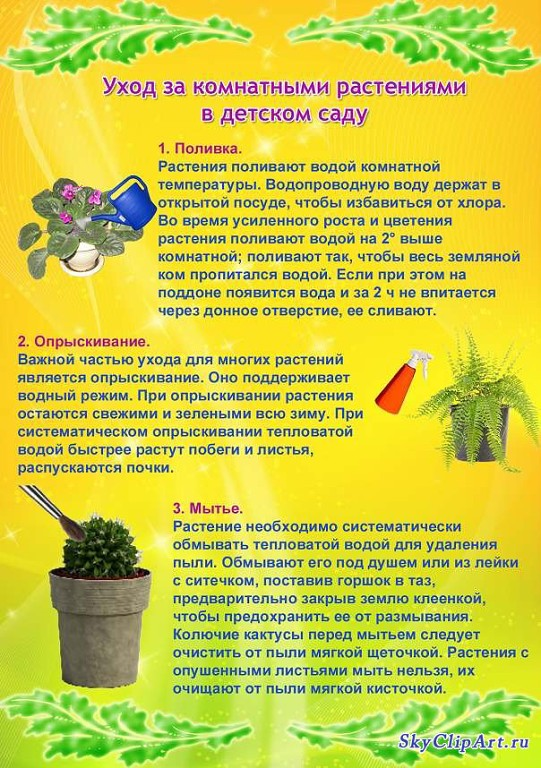 Уход за комнатными растениями
в детском саду
1. Поливка.
Растения поливают водой комнатной
температуры. Водопроводную воду держат в
открытой посуде, чтобы избавиться от хлора.
Во время усиленного роста и цветения
растения поливают водой на 2° выше
комнатной; поливают так, чтобы весь земляной
ком пропитался водой. Если при этом на
поддоне появится вода и за 2 ч не впитается
через донное отверстие, ее сливают.
2. Опрыскивание.
Важной частью ухода для многих растений
является опрыскивание. Оно поддерживает
водный режим. При опрыскивании растения
остаются свежими и зелеными всю зиму. При
систематическом опрыскивании тепловатой
водой быстрее растут побеги и листья,
распускаются почки.
3. Мытье.
Растение необходимо систематически
обмывать тепловатой водой для удаления
пыли. Обмывают его под душем или из лейки
с ситечком, поставив горшок в таз,
предварительно закрыв землю клеенкой,
чтобы предохранить ее от размывания.
Колючие кактусы перед мытьем следует
очистить от пыли мягкой щеточкой. Растения с
опушенными листьями мыть нельзя, их
очищают от пыли мягкой кисточкой.
SkyClipArt.ru